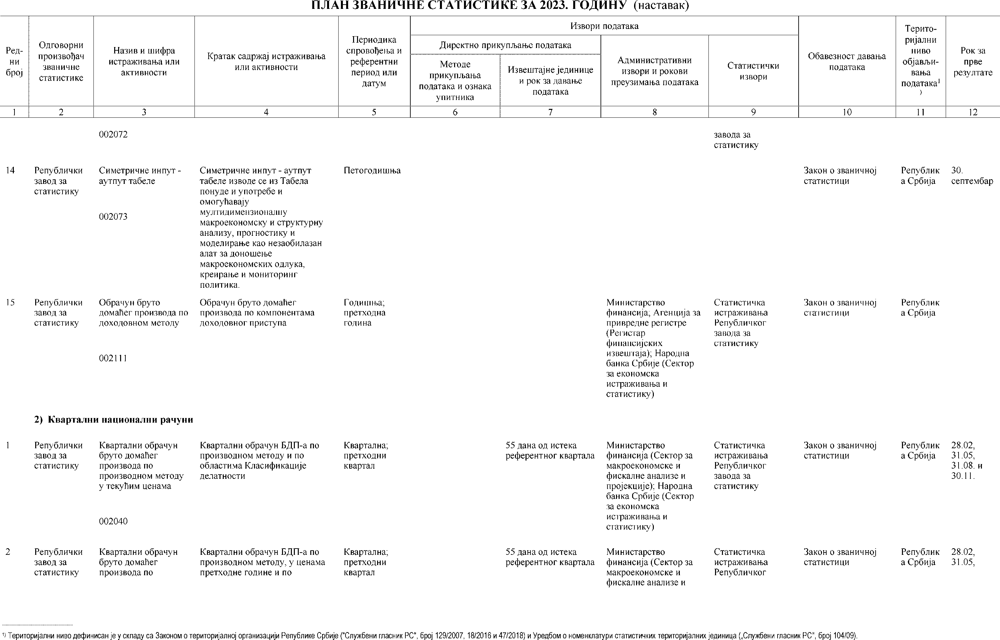 ПЛАН ЗВАНИЧНЕ СТАТИСТИКЕ ЗА 2023. ГОДИНУ (наставак)
Ред-
ни
број
Одговорни
произвођач
званичне
статистике
Назив и шифра
истраживања или
активности
Кратак садржај истраживања
или активности
Периодика
спровођења и
референтни
период или
датум
Извори података
Директно прикупљање података
Методе
прикупљања
података и ознака
упитника
Извештајне јединице
и рок за давање
података
Административни
извори и рокови
преузимања података
Статистички
извори
Обавезност давања
података
Терито-
ријални
ниво
објављи-
вања
података¹
⁾
Рок за
прве
резултате
1 2 3 4 5 6 7 8 9 10 11 12
002072
завода за
статистику
14
Републички
завод за
статистику
Симетричне инпут -
аутпут табеле
002073
Симетричне инпут - аутпут
табеле изводе се из Табела
понуде и употребе и
омогућавају
мултидимензионалну
макроекономску и структурну
анализу, прогностику и
моделирање као незаобилазан
алат за доношење
макроекономских одлука,
креирање и мониторинг
политика.
Петогодишња
Закон о званичној
статистици
Републик
а Србија
30.
септембар
15
Републички
завод за
статистику
Обрачун бруто
домаћег производа по
доходовном методу
002111
Обрачун бруто домаћег
производа по компонентама
доходовног приступа
Годишња;
претходна
година
Министарство
финансија; Агенција за
привредне регистре
(Регистар
финансијских
извештаја); Народна
банка Србије (Сектор
за економска
истраживања и
статистику)
Статистичка
истраживања
Републичког
завода за
статистику
Закон о званичној
статистици
Републик
а Србија
2) Квартални национални рачуни
1
Републички
завод за
статистику
Квартални обрачун
бруто домаћег
производа по
производном методу
у текућим ценама
002040
Квартални обрачун БДП-а по
производном методу и по
областима Класификације
делатности
Квартална;
претходни
квартал
55 дана од истека
референтног квартала
Министарство
финансија (Сектор за
макроекономске и
фискалне анализе и
пројекције); Народна
банка Србије (Сектор
за економска
истраживања и
статистику)
Статистичка
истраживања
Републичког
завода за
статистику
Закон о званичној
статистици
Републик
а Србија
28.02,
31.05,
31.08. и
30.11.
2
Републички
завод за
статистику
Квартални обрачун
бруто домаћег
производа по
Квартални обрачун БДП-а по
производном методу, у ценама
претходне године и по
Квартална;
претходни
квартал
55 дана од истека
референтног квартала
Министарство
финансија (Сектор за
макроекономске и
фискалне анализе и
Статистичка
истраживања
Републичког
Закон о званичној
статистици
Републик
а Србија
28.02,
31.05,
¹⁾ Територијални ниво дефинисан је у складу са Законом о територијалној организацији Републике Србије ("Службени гласник РС", број 129/2007, 18/2016 и 47/2018) и Уредбом о номенклатури статистичких територијалних јединица („Службени гласник РС", број 104/09).